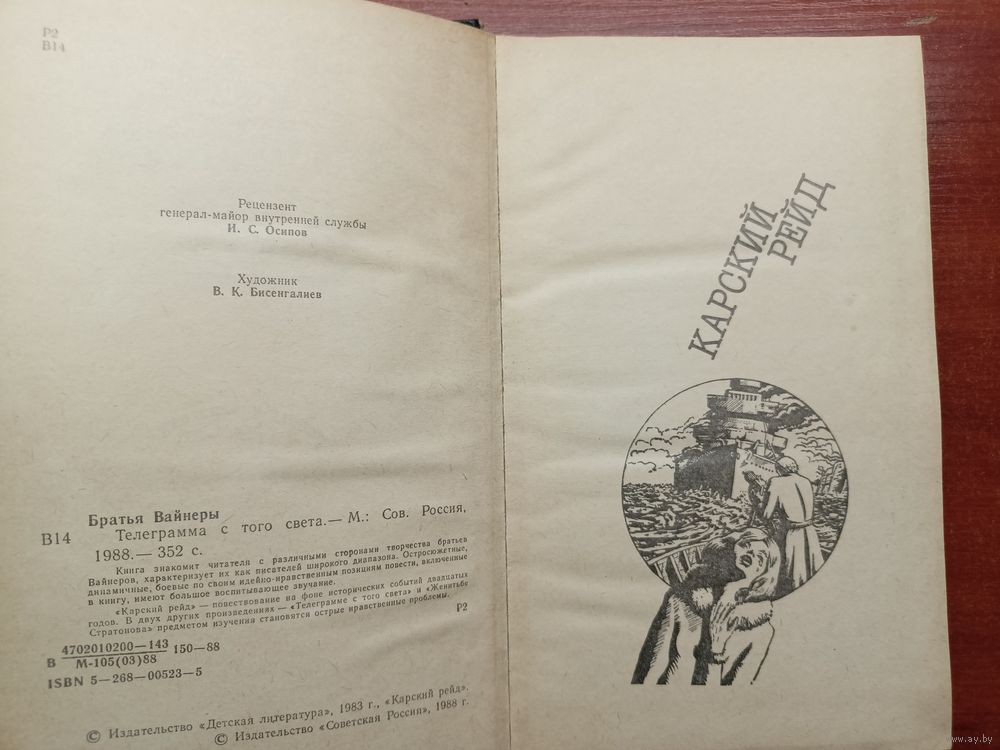 Р2
В14
Рецензент
генерал-майор внутренней службы
И. С. Осипов
Художник
В. К. Бисенгалиев
Братья Вайнеры
В14 Телеграмма с того света.— М.: Сов. Россия,
1988.— 352 с.
Книга знакомит читателя с различными сторонами творчества братьев
Вайнеров, характеризует их как писателей широкого диапазона. Остросюжетные,
динамичные, боевые по своим идейно-нравственным позициям повести, включенные
в книгу, имеют большое воспитывающее звучание.
«Карский рейд» — повествование на фоне исторических событий двадцатых
годов. В двух других произведениях — «Телеграмме с того света» и «Женитьбе
Стратонова» предметом изучения становятся острые нравственные проблемы.
Р2
В 4702010200—143 150—88
М-105(03)88
ISBN 5—268—00523—5
© Издательство «Детская литература», 1983 г., «Карский рейд».
© Издательство «Советская Россия», 1988 г.
КАРСКИЙ
РЕЙД
www.ay.by